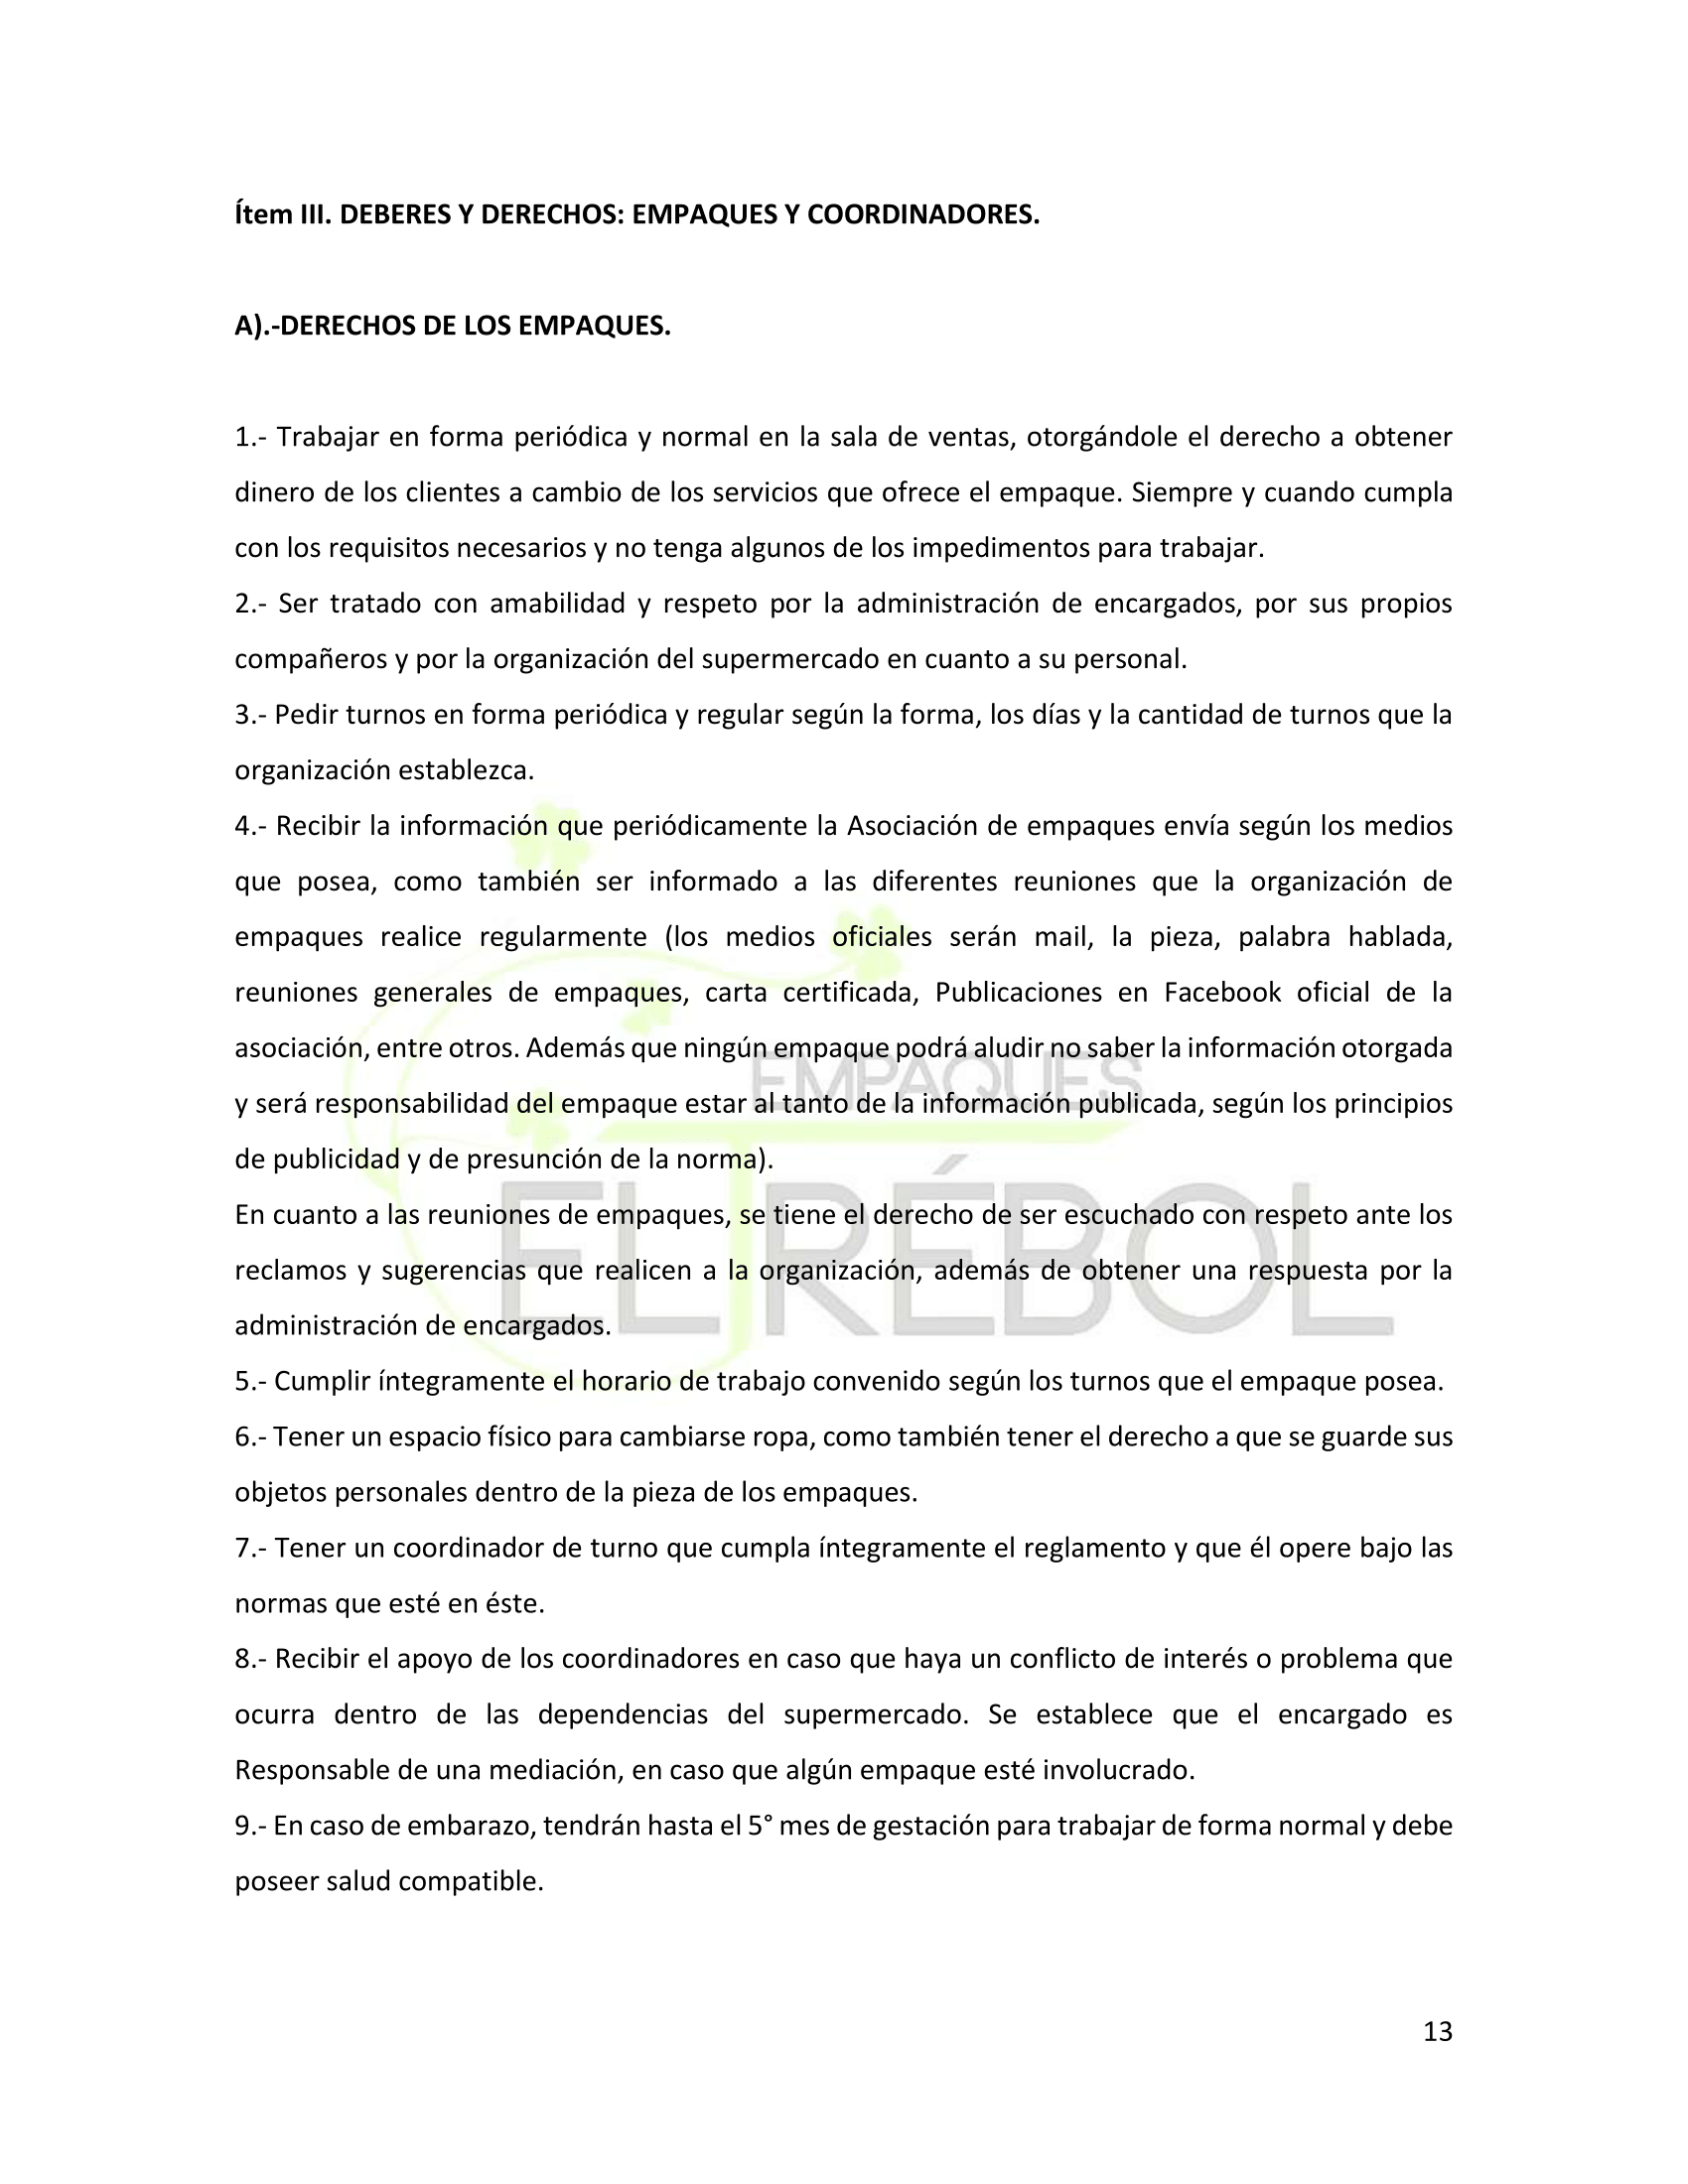 Ítem III. DEBERES Y DERECHOS: EMPAQUES Y COORDINADORES.
A).-DERECHOS DE LOS EMPAQUES.
1.- Trabajar en forma periódica y normal en la sala de ventas, otorgándole el derecho a obtener
dinero de los clientes a cambio de los servicios que ofrece el empaque. Siempre y cuando cumpla
con los requisitos necesarios y no tenga algunos de los impedimentos para trabajar.
2.- Ser tratado con amabilidad y respeto por la administración de encargados, por sus propios
compañeros y por la organización del supermercado en cuanto a su personal.
3.- Pedir turnos en forma periódica y regular según la forma, los días y la cantidad de turnos que la
organización establezca.
4.- Recibir la información que periódicamente la Asociación de empaques envía según los medios
que posea, como también ser informado a las diferentes reuniones que la organización de
empaques realice regularmente (los medios oficiales serán mail, la pieza, palabra hablada,
reuniones generales de empaques, carta certificada, Publicaciones en Facebook oficial de la
asociación, entre otros. Además que ningún empaque podrá aludir no saber la información otorgada
y será responsabilidad del empaque estar al tanto de la información publicada, según los principios
de publicidad y de presunción de la norma).
En cuanto a las reuniones de empaques, se tiene el derecho de ser escuchado con respeto ante los
reclamos y sugerencias que realicen a la organización, además de obtener una respuesta por la
administración de encargados.
5.- Cumplir íntegramente el horario de trabajo convenido según los turnos que el empaque posea.
6.- Tener un espacio físico para cambiarse ropa, como también tener el derecho a que se guarde sus
objetos personales dentro de la pieza de los empaques.
7.- Tener un coordinador de turno que cumpla íntegramente el reglamento y que él opere bajo las
normas que esté en éste.
8.- Recibir el apoyo de los coordinadores en caso que haya un conflicto de interés o problema que
ocurra dentro de las dependencias del supermercado. Se establece que el encargado es
Responsable de una mediación, en caso que algún empaque esté involucrado.
9.- En caso de embarazo, tendrán hasta el 5° mes de gestación para trabajar de forma normal y debe
poseer salud compatible.
EMPAQUES
EL TRÉBOL
13